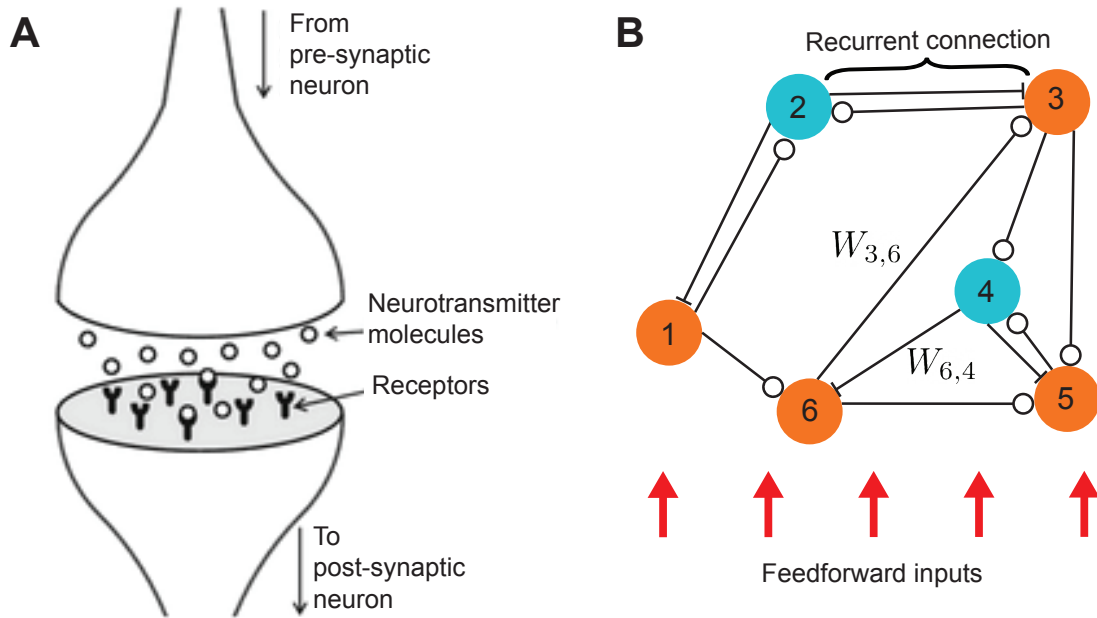 A
From
pre-synaptic
neuron
Neurotransmitter
molecules
Receptors
To
post-synaptic
neuron
B
Recurrent connection
2
3
W3,6
4
1
W6,4
5
6
Feedforward inputs